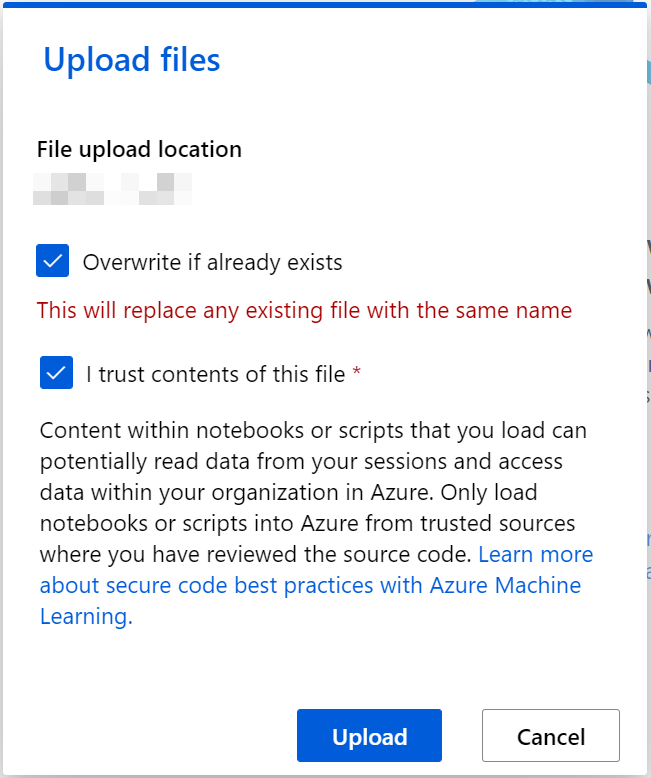 Upload files
File upload location
Overwrite if already exists
This will replace any existing file with the same name
I trust contents of this file *
Content within notebooks or scripts that you load can
potentially read data from your sessions and access
data within your organization in Azure. Only load
notebooks or scripts into Azure from trusted sources
where you have reviewed the source code. Learn more
about secure code best practices with Azure Machine
Learning.
Upload
Cancel